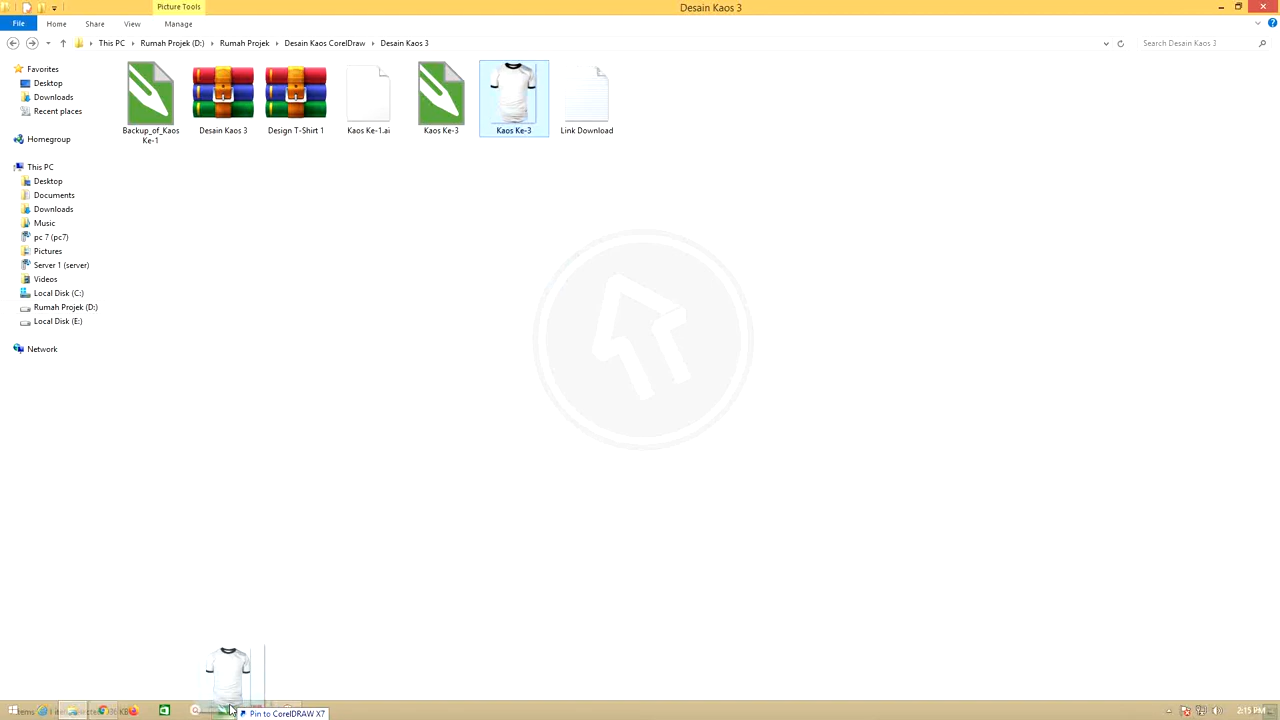 Picture Tools
Desain Kaos 3
File
Home
Share
View
Manage
This PC
Rumah Projek (D:)
Rumah Projek
Desain Kaos CorelDraw
Desain Kaos 3
Search Desain Kaos 3
Favorites
Desktop
Downloads
Recent places
Homegroup
This PC
Desktop
Documents
Downloads
Music
pc 7 (pc7)
Pictures
Server 1 (server)
Videos
Local Disk (C:)
Rumah Projek (D:)
Local Disk (E:)
Network
Backup_of_Kaos
Ke-1
Desain Kaos 3
Design T-Shirt 1
Kaos Ke-1.ai
Kaos Ke-3
Kaos Ke-3
Link Download
Pin to CorelDRAW X7
2:15 PM